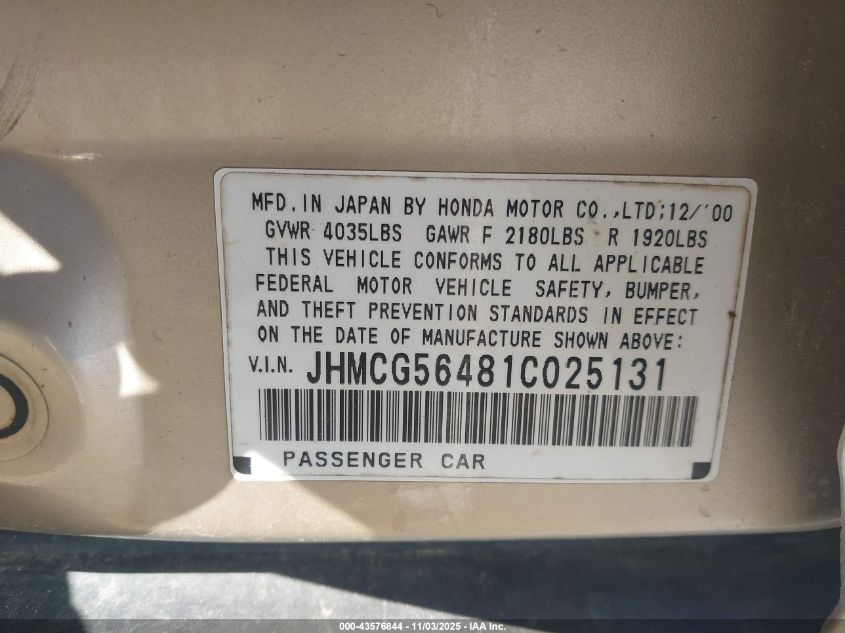 MFD. IN JAPAN BY HONDA MOTOR CO.,LTD;12/'00
GVWR 4035LBS GAWR F 2180LBS R 1920LBS
THIS VEHICLE CONFORMS TO ALL APPLICABLE
FEDERAL MOTOR VEHICLE SAFETY, BUMPER,
AND THEFT PREVENTION STANDARDS IN EFFECT
ON THE DATE OF MANUFACTURE SHOWN ABOVE:
V.I.N. JHMCG56481C025131
PASSENGER CAR
000-43576844 - 11/03/2025 - IAA Inc.